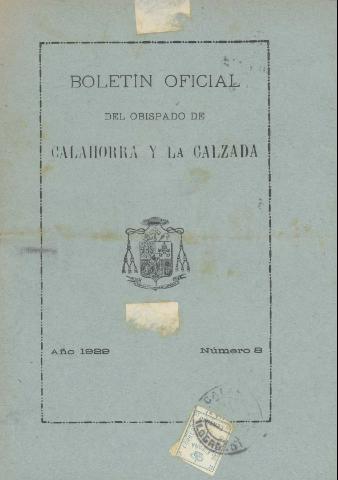 BOLETÍN OFICIAL
DEL OBISPADO DE
CALAHORRA Y LA CALZADA
Año 1929 Número 8